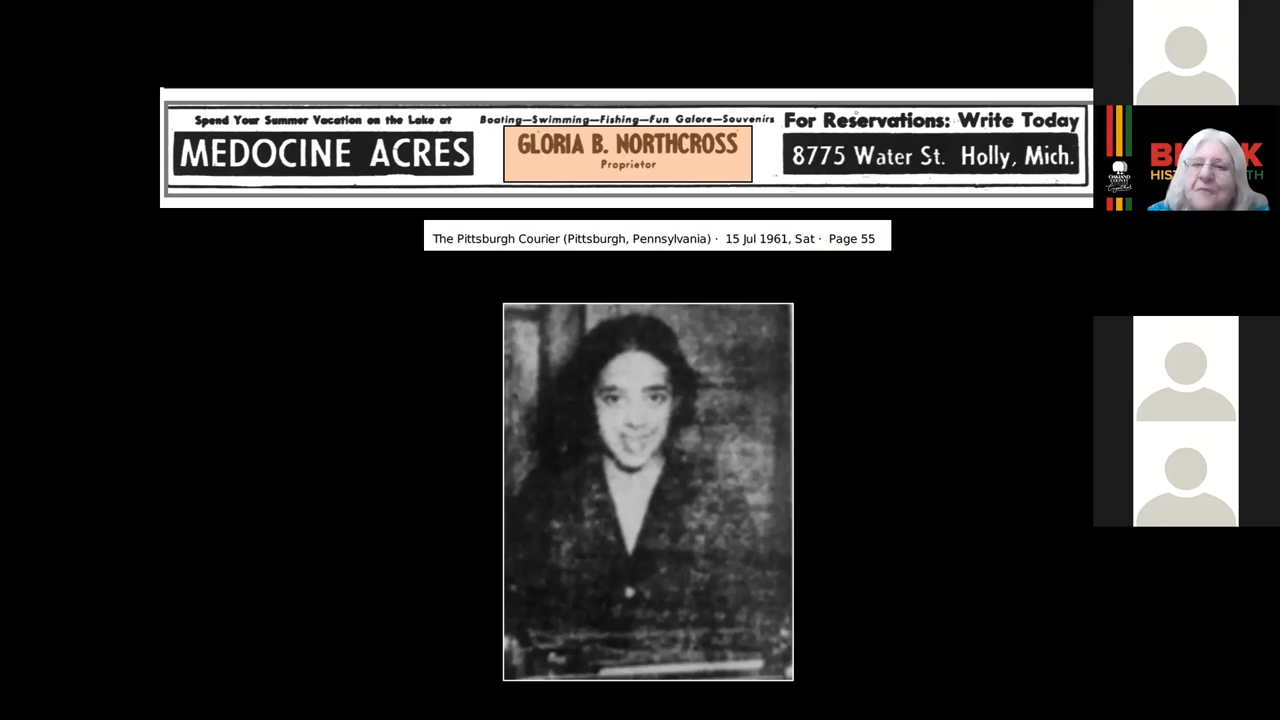 Spend Your Summer Vacation on the Lake at
MEDOCINE ACRES
Boating—Swimming—Fishing—Fun Galore—Souvenirs
GLORIA B. NORTHCROSS
Proprietor
For Reservations: Write Today
8775 Water St. Holly, Mich.
The Pittsburgh Courier (Pittsburgh, Pennsylvania) · 15 Jul 1961, Sat · Page 55
OAKLAND
COUNTY